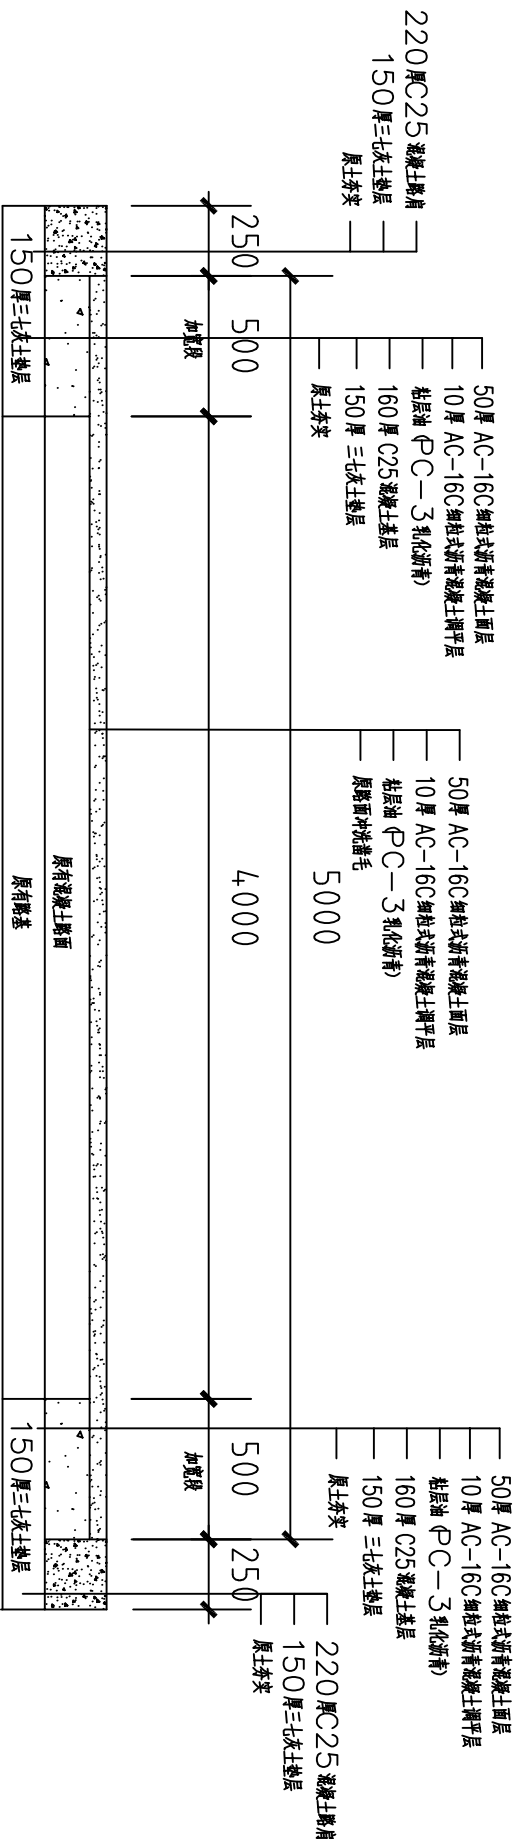 220厚C25混凝土路肩
150厚三七灰土垫层
原土夯实
50厚 AC-16C细粒式沥青混凝土面层
10厚 AC-16C细粒式沥青混凝土调平层
粘层油(PC-3乳化沥青)
160厚 C25混凝土基层
150厚 三七灰土垫层
原土夯实
50厚 AC-16C细粒式沥青混凝土面层
10厚 AC-16C细粒式沥青混凝土调平层
粘层油(PC-3乳化沥青)
原路面冲洗凿毛
50厚 AC-16C细粒式沥青混凝土面层
10厚 AC-16C细粒式沥青混凝土调平层
粘层油(PC-3乳化沥青)
160厚 C25混凝土基层
150厚 三七灰土垫层
原土夯实
220厚C25混凝土路肩
150厚三七灰土垫层
原土夯实
5000
250
500
4000
500
250
加宽段
加宽段
原有混凝土路面
150厚三七灰土垫层
原有路基
150厚三七灰土垫层